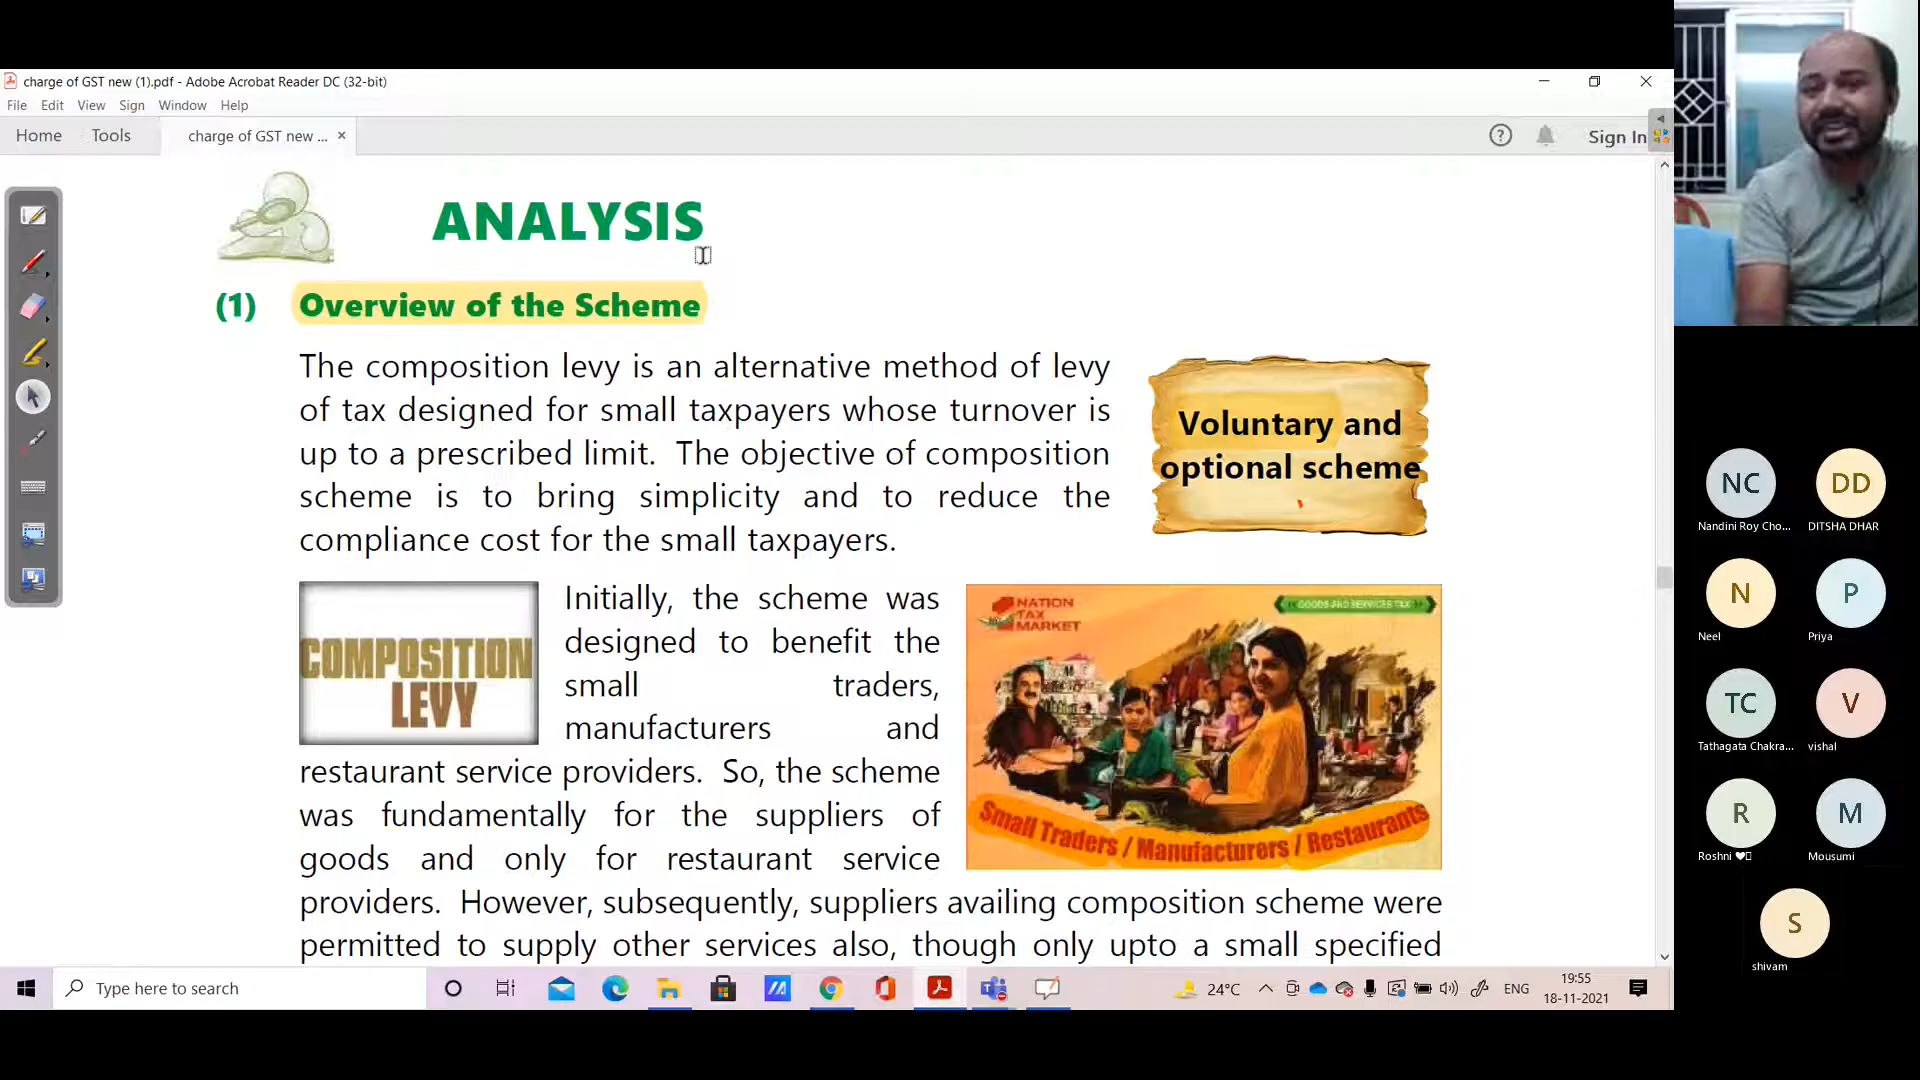 charge of GST new (1).pdf - Adobe Acrobat Reader DC (32-bit)
File Edit View Sign Window Help
Home Tools charge of GST new ... × Sign In
ANALYSIS
(1) Overview of the Scheme
The composition levy is an alternative method of levy
of tax designed for small taxpayers whose turnover is
up to a prescribed limit. The objective of composition
scheme is to bring simplicity and to reduce the
compliance cost for the small taxpayers.
Voluntary and
optional scheme
COMPOSITION
LEVY
Initially, the scheme was
designed to benefit the
small traders,
manufacturers and
restaurant service providers. So, the scheme
was fundamentally for the suppliers of
goods and only for restaurant service
providers. However, subsequently, suppliers availing composition scheme were
permitted to supply other services also, though only upto a small specified
NATION
TAX
MARKET
GOODS AND SERVICES TAX
Small Traders / Manufacturers / Restaurants
NC
Nandini Roy Cho...
DD
DITSHA DHAR
N
Neel
P
Priya
TC
Tathagata Chakra...
V
vishal
R
Roshni ❤
M
Mousumi
S
shivam
Type here to search
24°C
ENG
19:55
18-11-2021